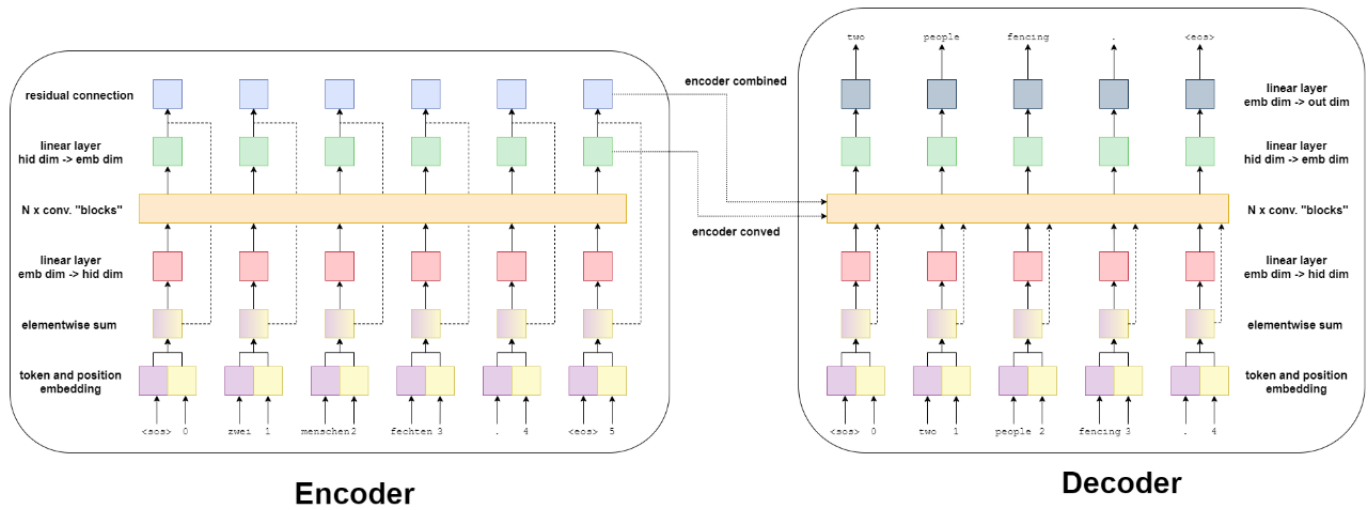 residual connection
linear layer
hid dim -> emb dim
N x conv. "blocks"
linear layer
emb dim -> hid dim
elementwise sum
token and position
embedding
<sos> 0 zwei 1 menschen 2 fechten 3 . 4 <eos> 5
Encoder
encoder combined
encoder conved
two people fencing . <eos>
linear layer
emb dim -> out dim
linear layer
hid dim -> emb dim
N x conv. "blocks"
linear layer
emb dim -> hid dim
elementwise sum
token and position
embedding
<sos> 0 two 1 people 2 fencing 3 . 4
Decoder